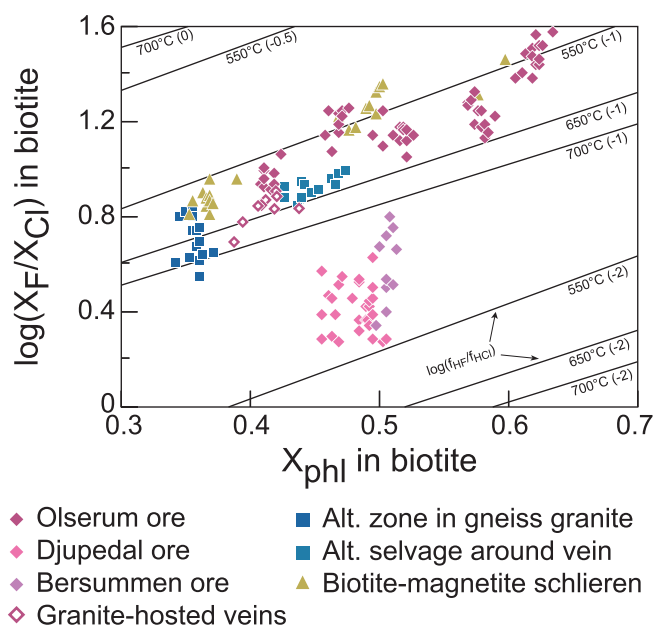 1.6
1.2
0.8
0.4
0
0.3
0.4
0.5
0.6
0.7
log(XF/XCl) in biotite
Xphl in biotite
700°C (0)
550°C (-0.5)
550°C (-1)
650°C (-1)
700°C (-1)
550°C (-2)
log(fHF/fHCl)
650°C (-2)
700°C (-2)
Olserum ore
Djupedal ore
Bersummen ore
Granite-hosted veins
Alt. zone in gneiss granite
Alt. selvage around vein
Biotite-magnetite schlieren